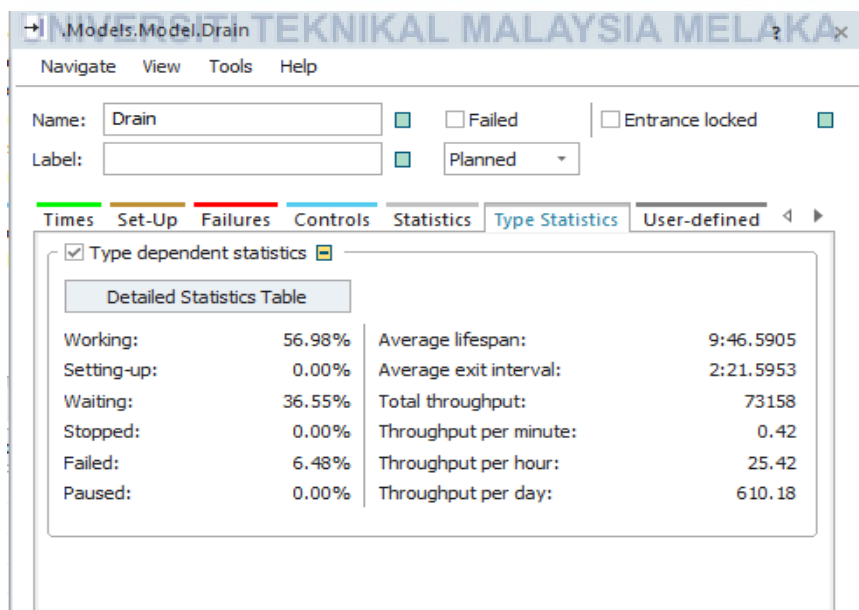 UNIVERSITI TEKNIKAL MALAYSIA MELAKA
.Models.Model.Drain ? ×
Navigate View Tools Help
Name: Drain Failed Entrance locked
Label: Planned
Times Set-Up Failures Controls Statistics Type Statistics User-defined
Type dependent statistics
Detailed Statistics Table
Working: 56.98% Average lifespan: 9:46.5905
Setting-up: 0.00% Average exit interval: 2:21.5953
Waiting: 36.55% Total throughput: 73158
Stopped: 0.00% Throughput per minute: 0.42
Failed: 6.48% Throughput per hour: 25.42
Paused: 0.00% Throughput per day: 610.18